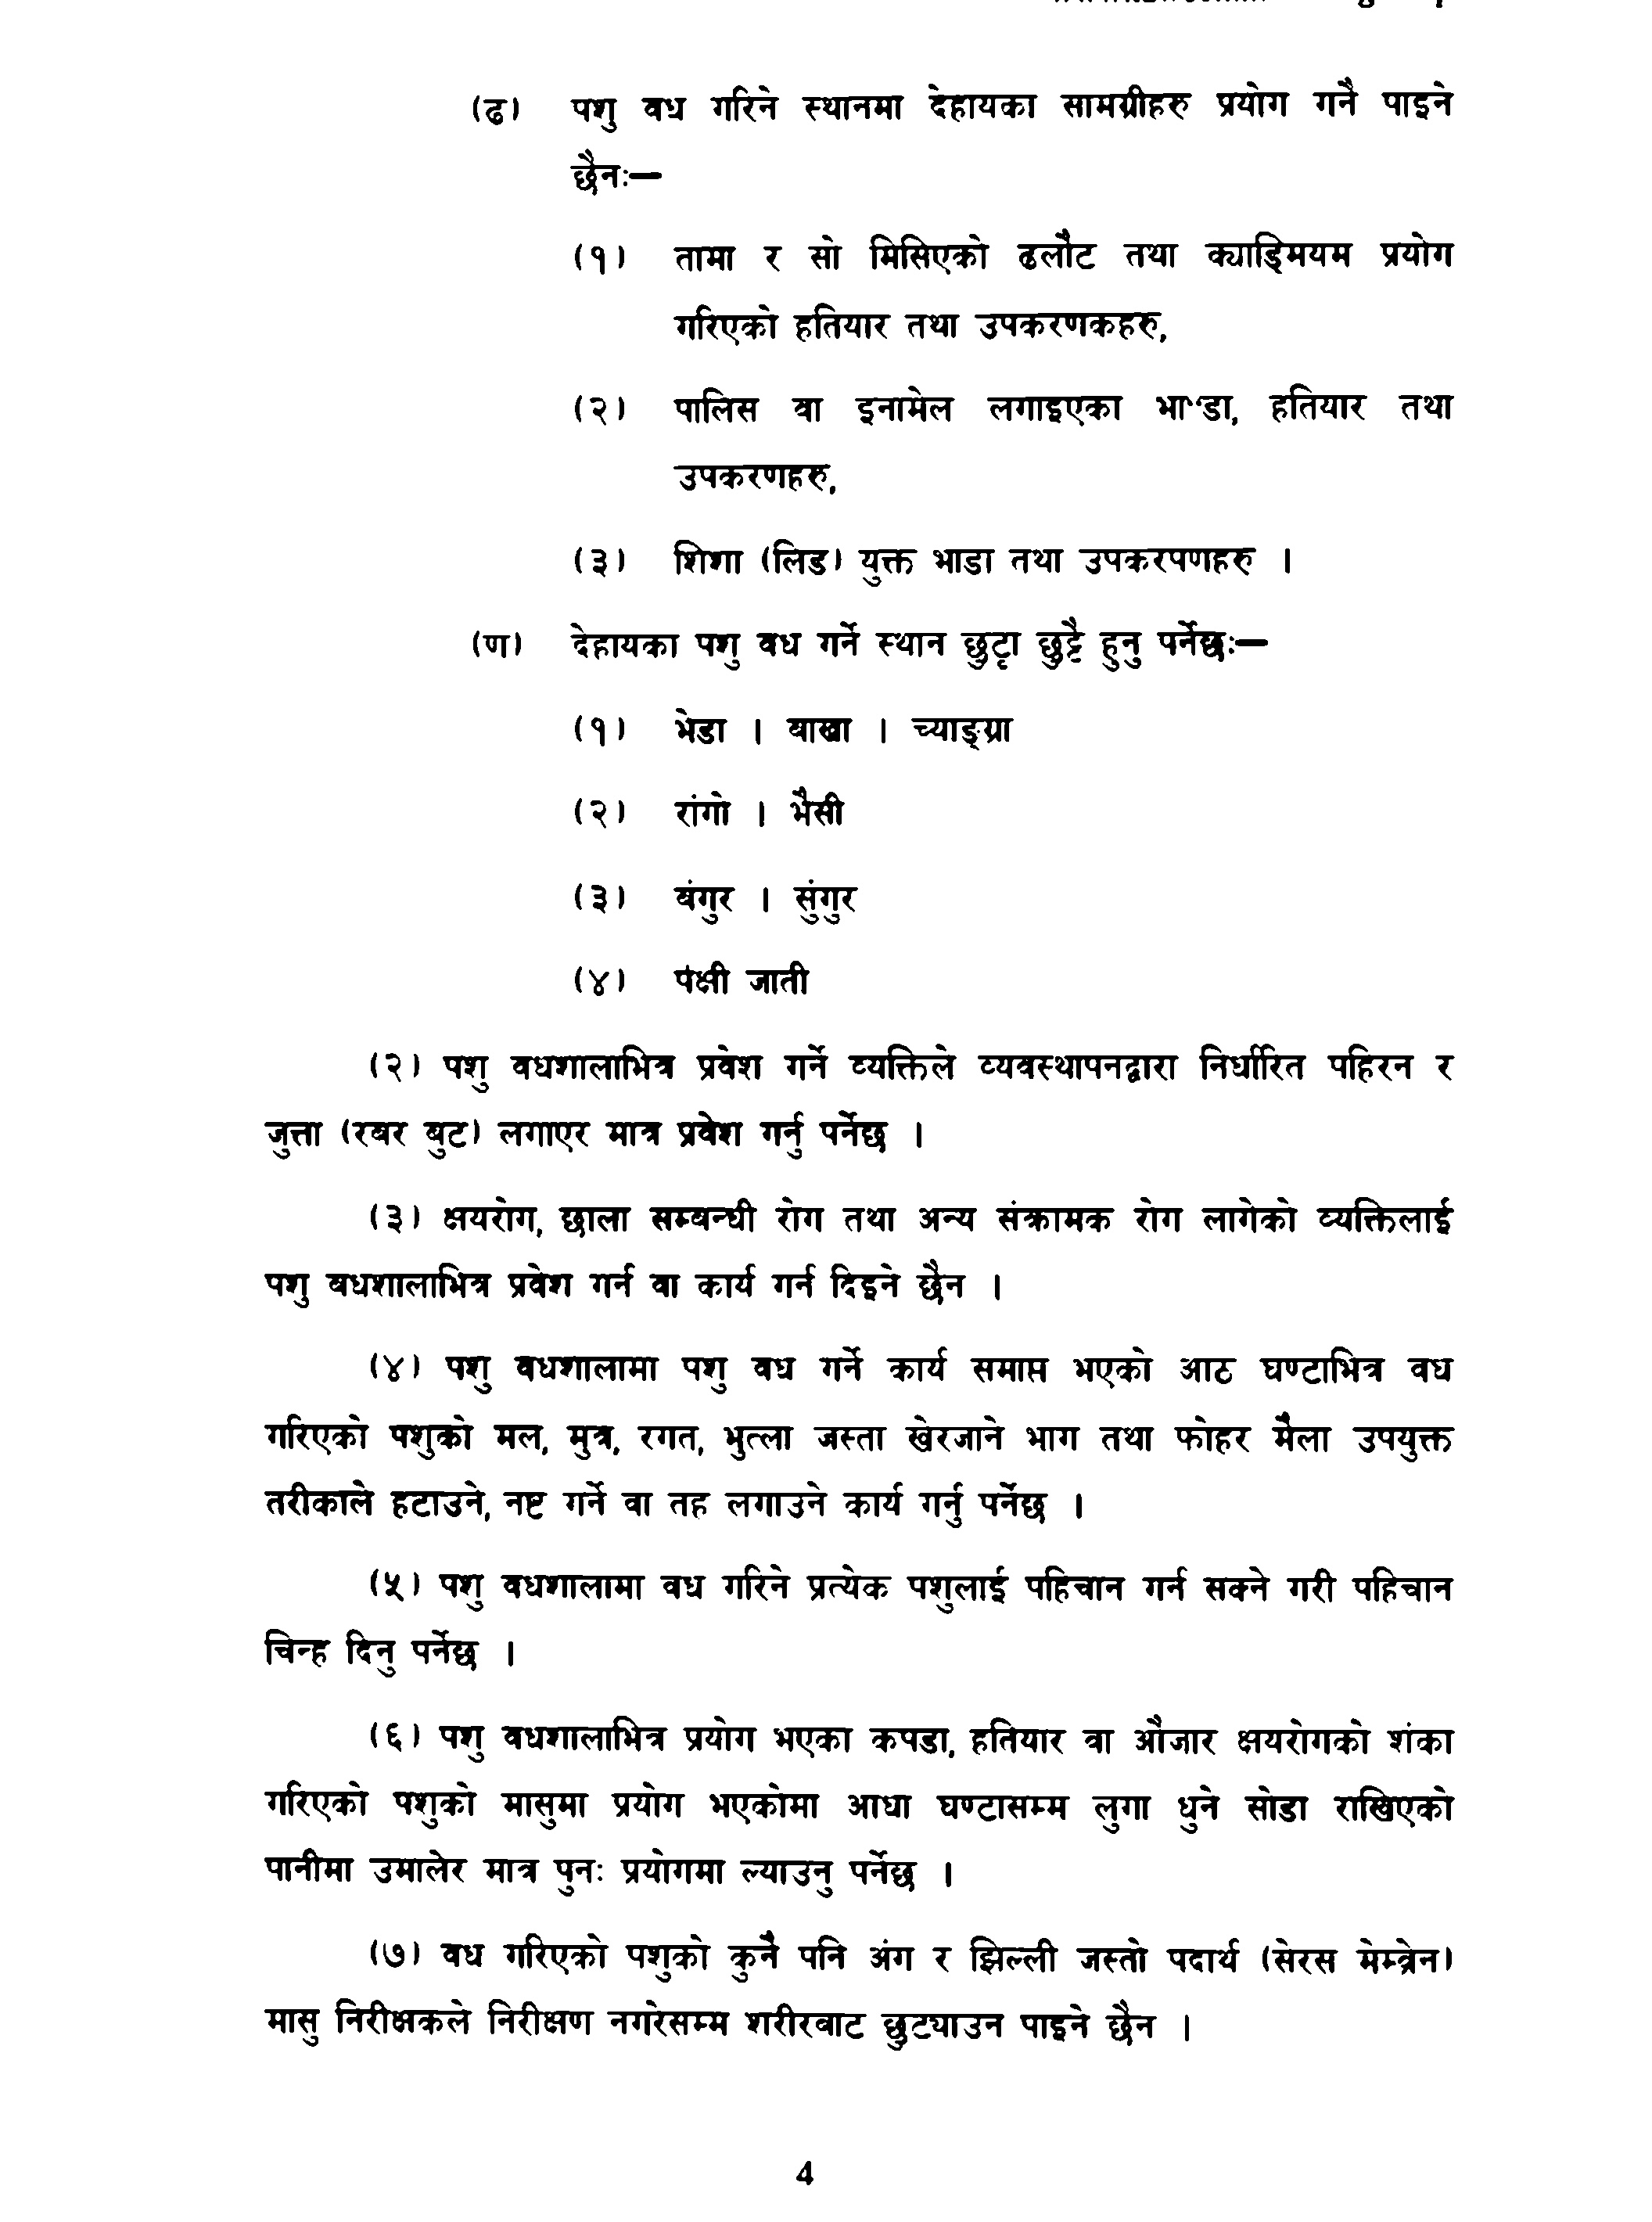 (ढ) पशु वध गरिने स्थानमा देहायका सामग्रीहरु प्रयोग गर्नै पाइने
छैनः—
(१) तामा र सो मिसिएको ढलौट तथा क्याड्मियम प्रयोग
गरिएको हतियार तथा उपकरणकहरु,
(२) पालिस वा इनामेल लगाइएका भा“डा, हतियार तथा
उपकरणहरु,
(३) शिशा (लिड) युक्त भाडा तथा उपकरपणहरु ।
(ण) देहायका पशु वध गर्ने स्थान छुट्टा छुट्टै हुनु पर्नेछः—
(१) भेडा । बाख्रा । च्याङ्ग्रा
(२) रांगो । भैसी
(३) बंगुर । सुंगुर
(४) पंक्षी जाती
(२) पशु वधशालाभित्र प्रवेश गर्ने व्यक्तिले व्यवस्थापनद्वारा निर्धारित पहिरन र
जुत्ता (रबर बुट) लगाएर मात्र प्रवेश गर्नु पर्नेछ ।
(३) क्षयरोग, छाला सम्बन्धी रोग तथा अन्य संक्रामक रोग लागेको व्यक्तिलाई
पशु बधशालाभित्र प्रवेश गर्न वा कार्य गर्न दिइने छैन ।
(४) पशु वधशालामा पशु वध गर्ने कार्य समाप्त भएको आठ घण्टाभित्र वध
गरिएको पशुको मल, मुत्र, रगत, भुत्ला जस्ता खेरजाने भाग तथा फोहर मैला उपयुक्त
तरीकाले हटाउने, नष्ट गर्ने वा तह लगाउने कार्य गर्नु पर्नेछ ।
(५) पशु वधशालामा वध गरिने प्रत्येक पशुलाई पहिचान गर्न सक्ने गरी पहिचान
चिन्ह दिनु पर्नेछ ।
(६) पशु वधशालाभित्र प्रयोग भएका कपडा, हतियार वा औजार क्षयरोगको शंका
गरिएको पशुको मासुमा प्रयोग भएकोमा आधा घण्टासम्म लुगा धुने सोडा राखिएको
पानीमा उमालेर मात्र पुनः प्रयोगमा ल्याउनु पर्नेछ ।
(७) वध गरिएको पशुको कुनै पनि अंग र झिल्ली जस्तो पदार्थ (सेरस मेम्ब्रेन)
मासु निरीक्षकले निरीक्षण नगरेसम्म शरीरबाट छुट्याउन पाइने छैन ।
4